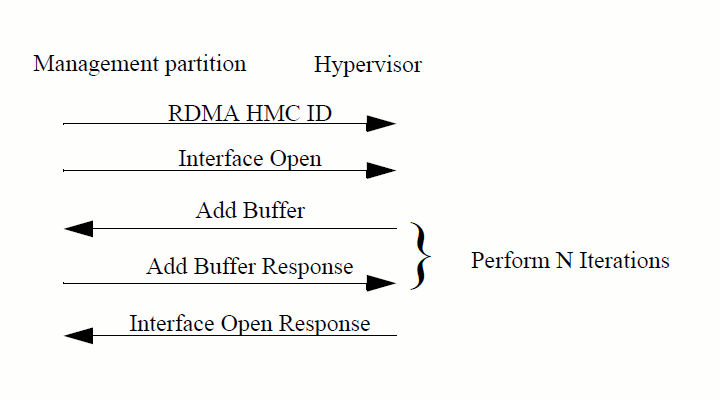 Management partition
Hypervisor
RDMA HMC ID
Interface Open
Add Buffer
Add Buffer Response
Perform N Iterations
Interface Open Response